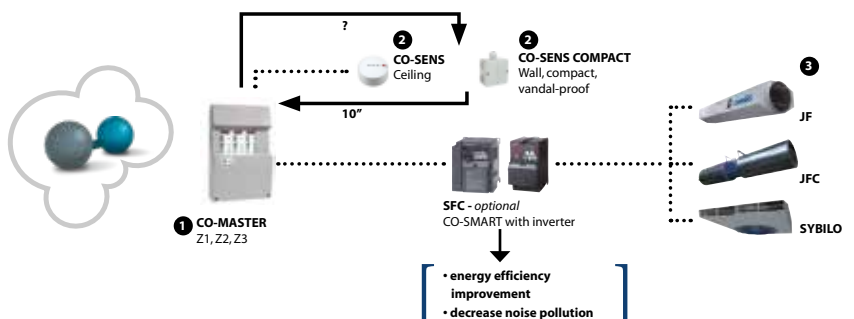 ?
2
CO-SENS
Ceiling
2
CO-SENS COMPACT
Wall, compact,
vandal-proof
10"
3
JF
JFC
SYBILO
1 CO-MASTER
Z1, Z2, Z3
SFC - optional
CO-SMART with inverter
• energy efficiency
improvement
• decrease noise pollution